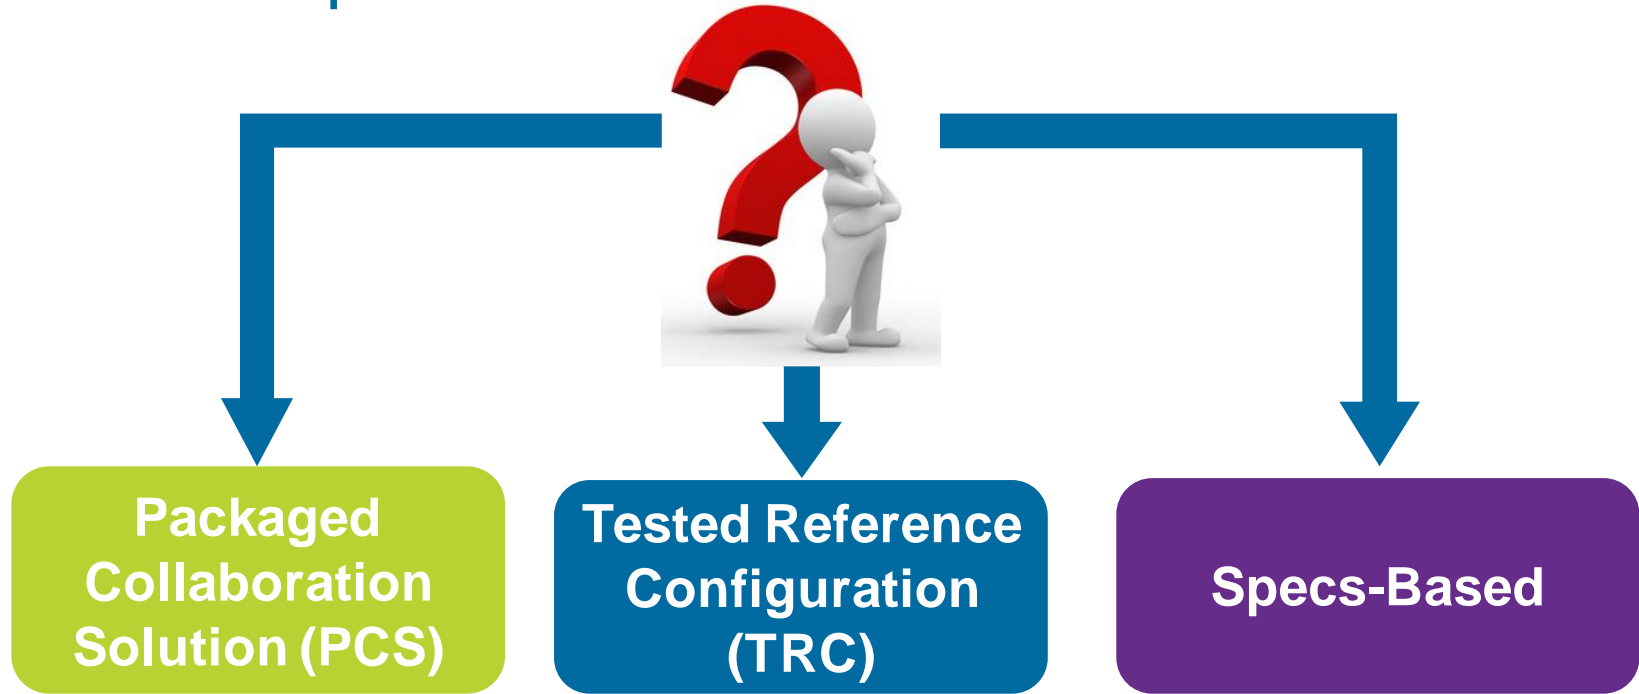 Packaged
Collaboration
Solution (PCS)
Tested Reference
Configuration
(TRC)
Specs-Based